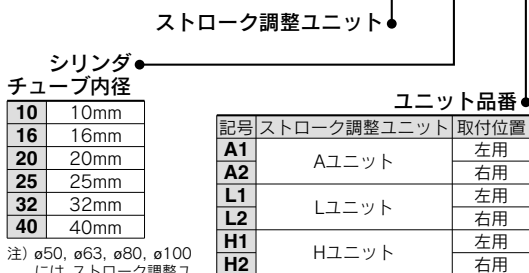 ストローク調整ユニット
シリンダ
チューブ内径
10 10mm
16 16mm
20 20mm
25 25mm
32 32mm
40 40mm
注) ø50, ø63, ø80, ø100
には、ストローク調整ユ
ユニット品番
記号 ストローク調整ユニット 取付位置
A1 Aユニット 左用
A2 右用
L1 Lユニット 左用
L2 右用
H1 Hユニット 左用
H2 右用